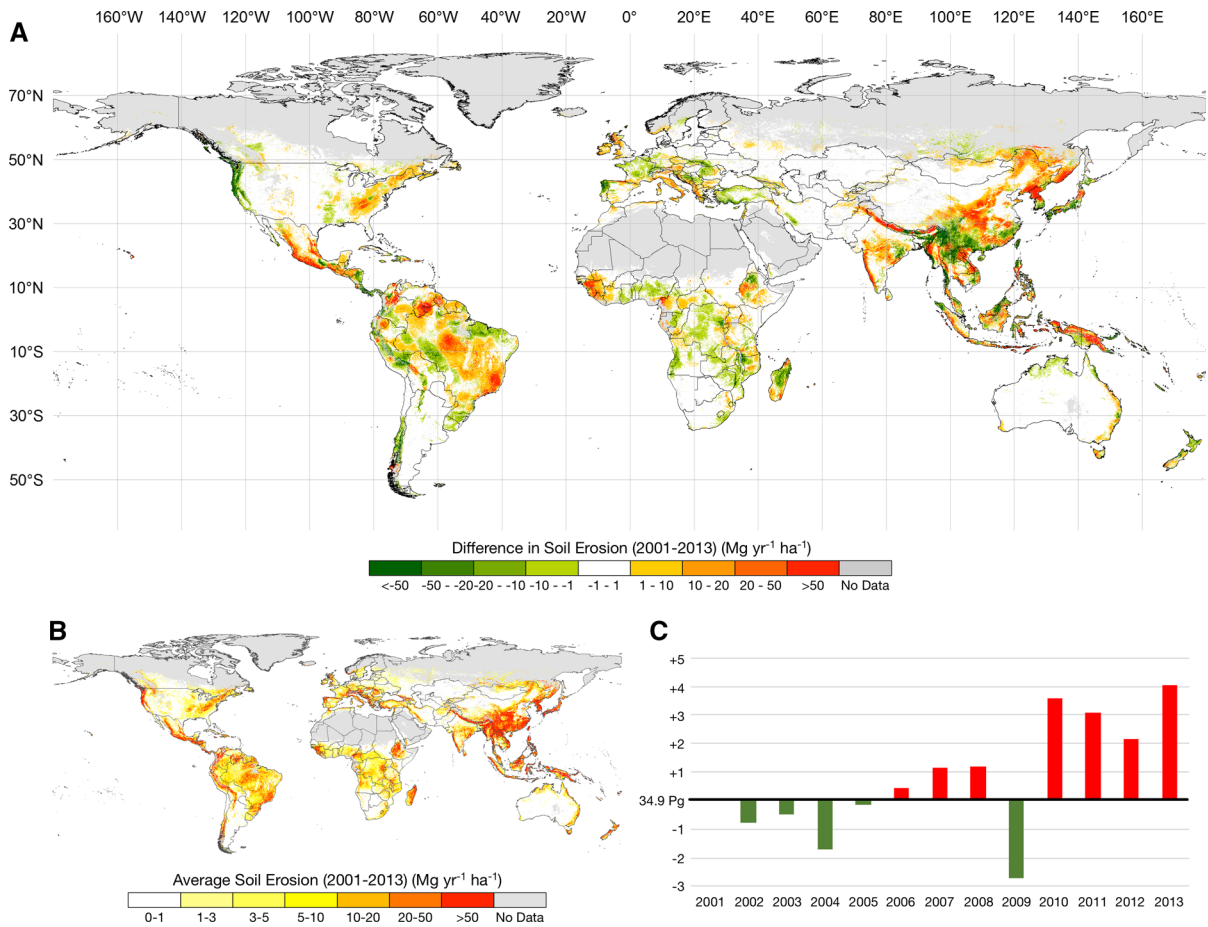 160°W 140°W 120°W 100°W 80°W 60°W 40°W 20°W 0° 20°E 40°E 60°E 80°E 100°E 120°E 140°E 160°E
A
70°N
50°N
30°N
10°N
10°S
30°S
50°S
Difference in Soil Erosion (2001-2013) (Mg yr⁻¹ ha⁻¹)
<-50 -50 - -20 -20 - -10 -10 - -1 -1 - 1 1 - 10 10 - 20 20 - 50 >50 No Data
B
Average Soil Erosion (2001-2013) (Mg yr⁻¹ ha⁻¹)
0-1 1-3 3-5 5-10 10-20 20-50 >50 No Data
C
+5
+4
+3
+2
+1
34.9 Pg
-1
-2
-3
2001 2002 2003 2004 2005 2006 2007 2008 2009 2010 2011 2012 2013